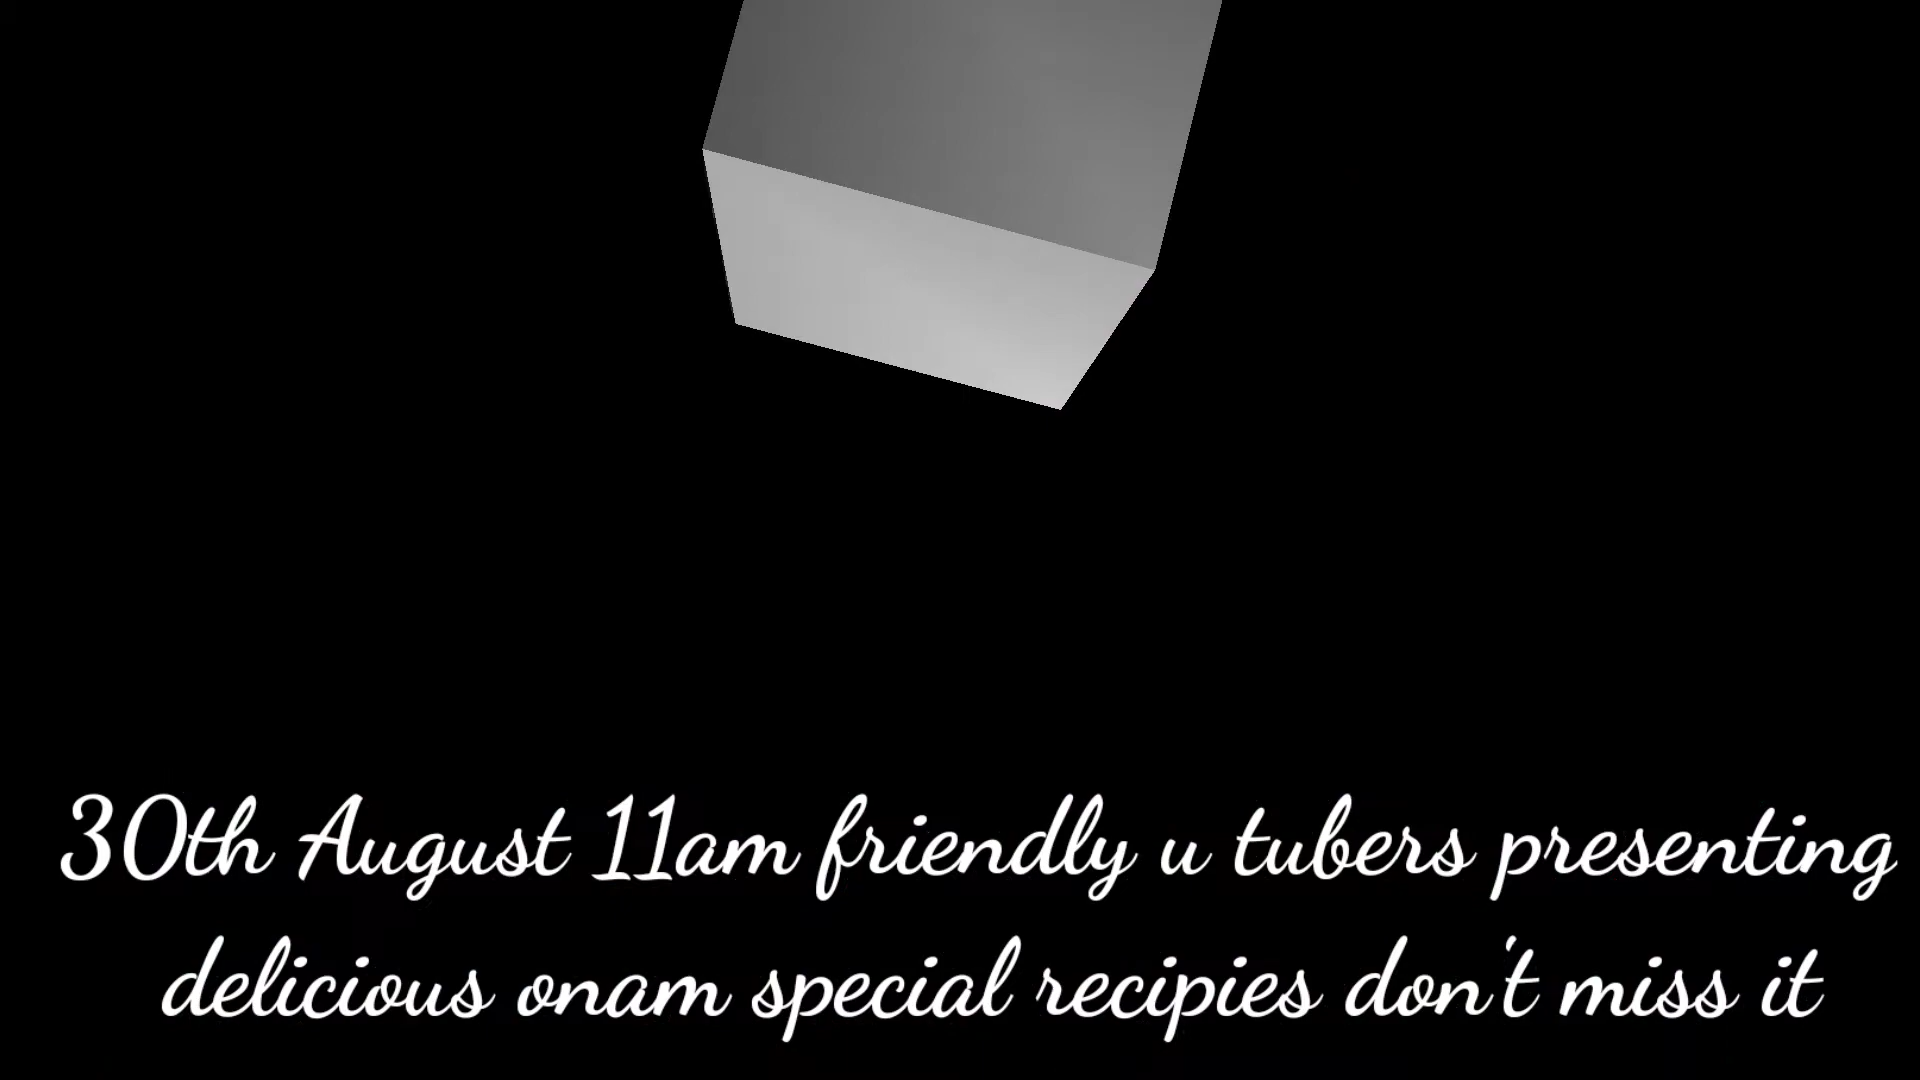 30th August 11am friendly u tubers presenting
delicious onam special recipies don't miss it